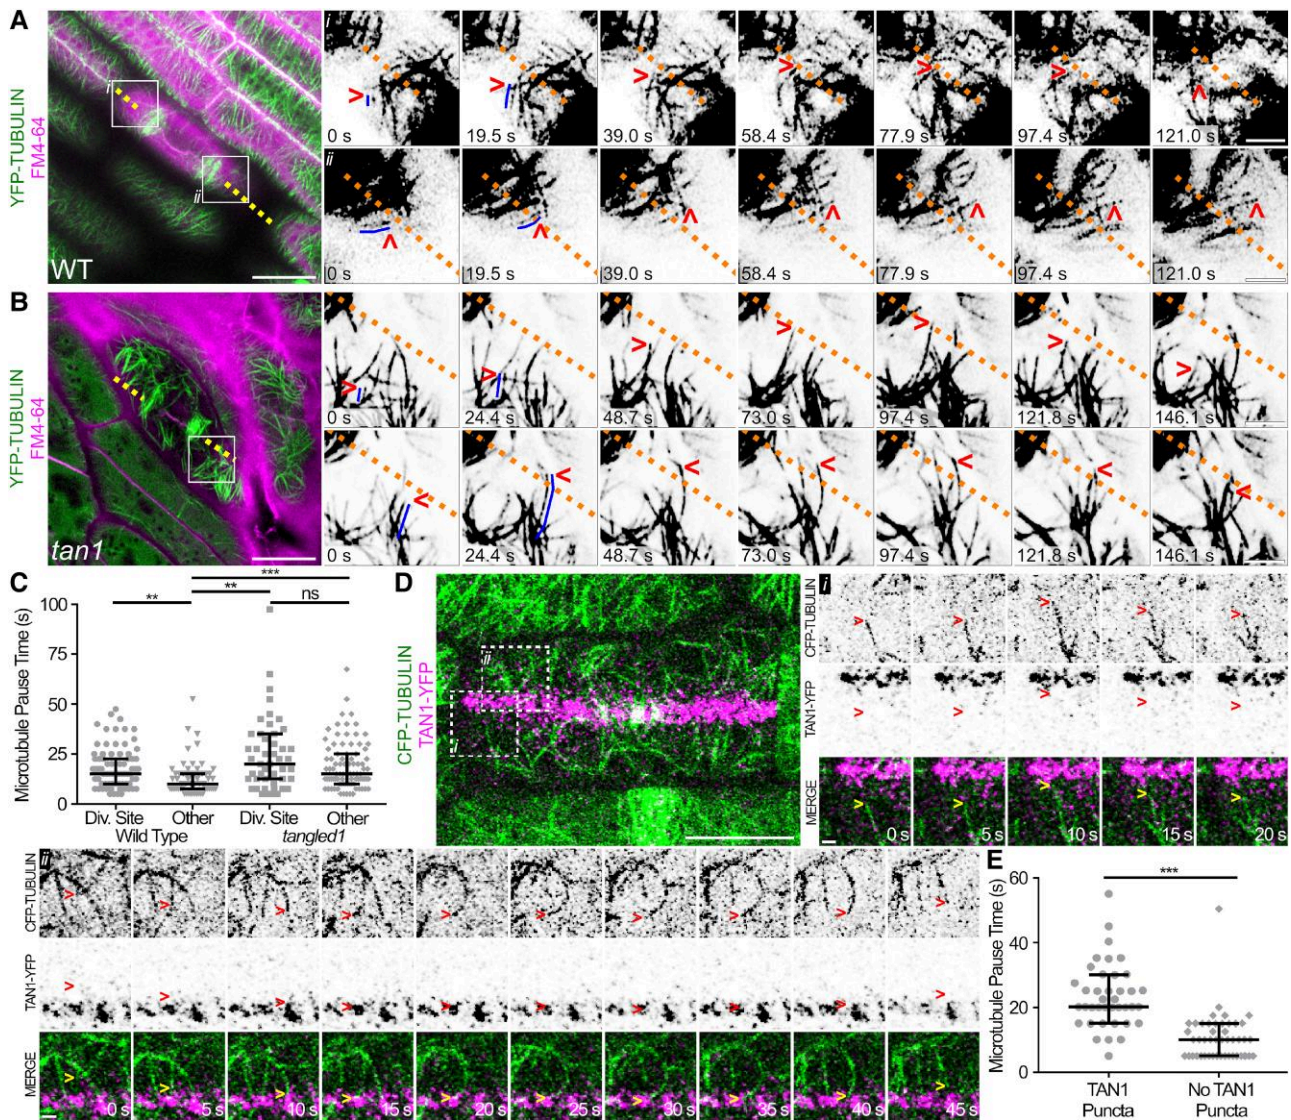 A
YFP-TUBULIN
FM4-64
i
ii
WT
i
0 s
19.5 s
39.0 s
58.4 s
77.9 s
97.4 s
121.0 s
ii
0 s
19.5 s
39.0 s
58.4 s
77.9 s
97.4 s
121.0 s
B
YFP-TUBULIN
FM4-64
tan1
0 s
24.4 s
48.7 s
73.0 s
97.4 s
121.8 s
146.1 s
0 s
24.4 s
48.7 s
73.0 s
97.4 s
121.8 s
146.1 s
C
Microtubule Pause Time (s)
100
75
50
25
0
**
***
**
ns
Div. Site
Other
Div. Site
Other
Wild Type
tangled1
D
CFP-TUBULIN
TAN1-YFP
ii
i
i
CFP-TUBULIN
TAN1-YFP
MERGE
0 s
5 s
10 s
15 s
20 s
ii
CFP-TUBULIN
TAN1-YFP
MERGE
0 s
5 s
10 s
15 s
20 s
25 s
30 s
35 s
40 s
45 s
E
Microtubule Pause Time (s)
60
40
20
0
***
TAN1
Puncta
No TAN1
Puncta